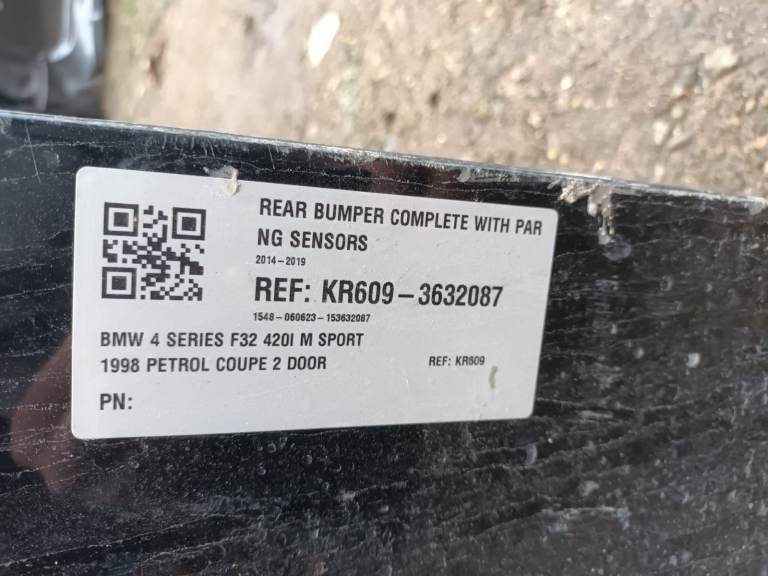 REAR BUMPER COMPLETE WITH PAR
NG SENSORS
2014-2019
REF: KR609-3632087
1548-060623-153632087
BMW 4 SERIES F32 420I M SPORT
1998 PETROL COUPE 2 DOOR
REF: KR609
PN: